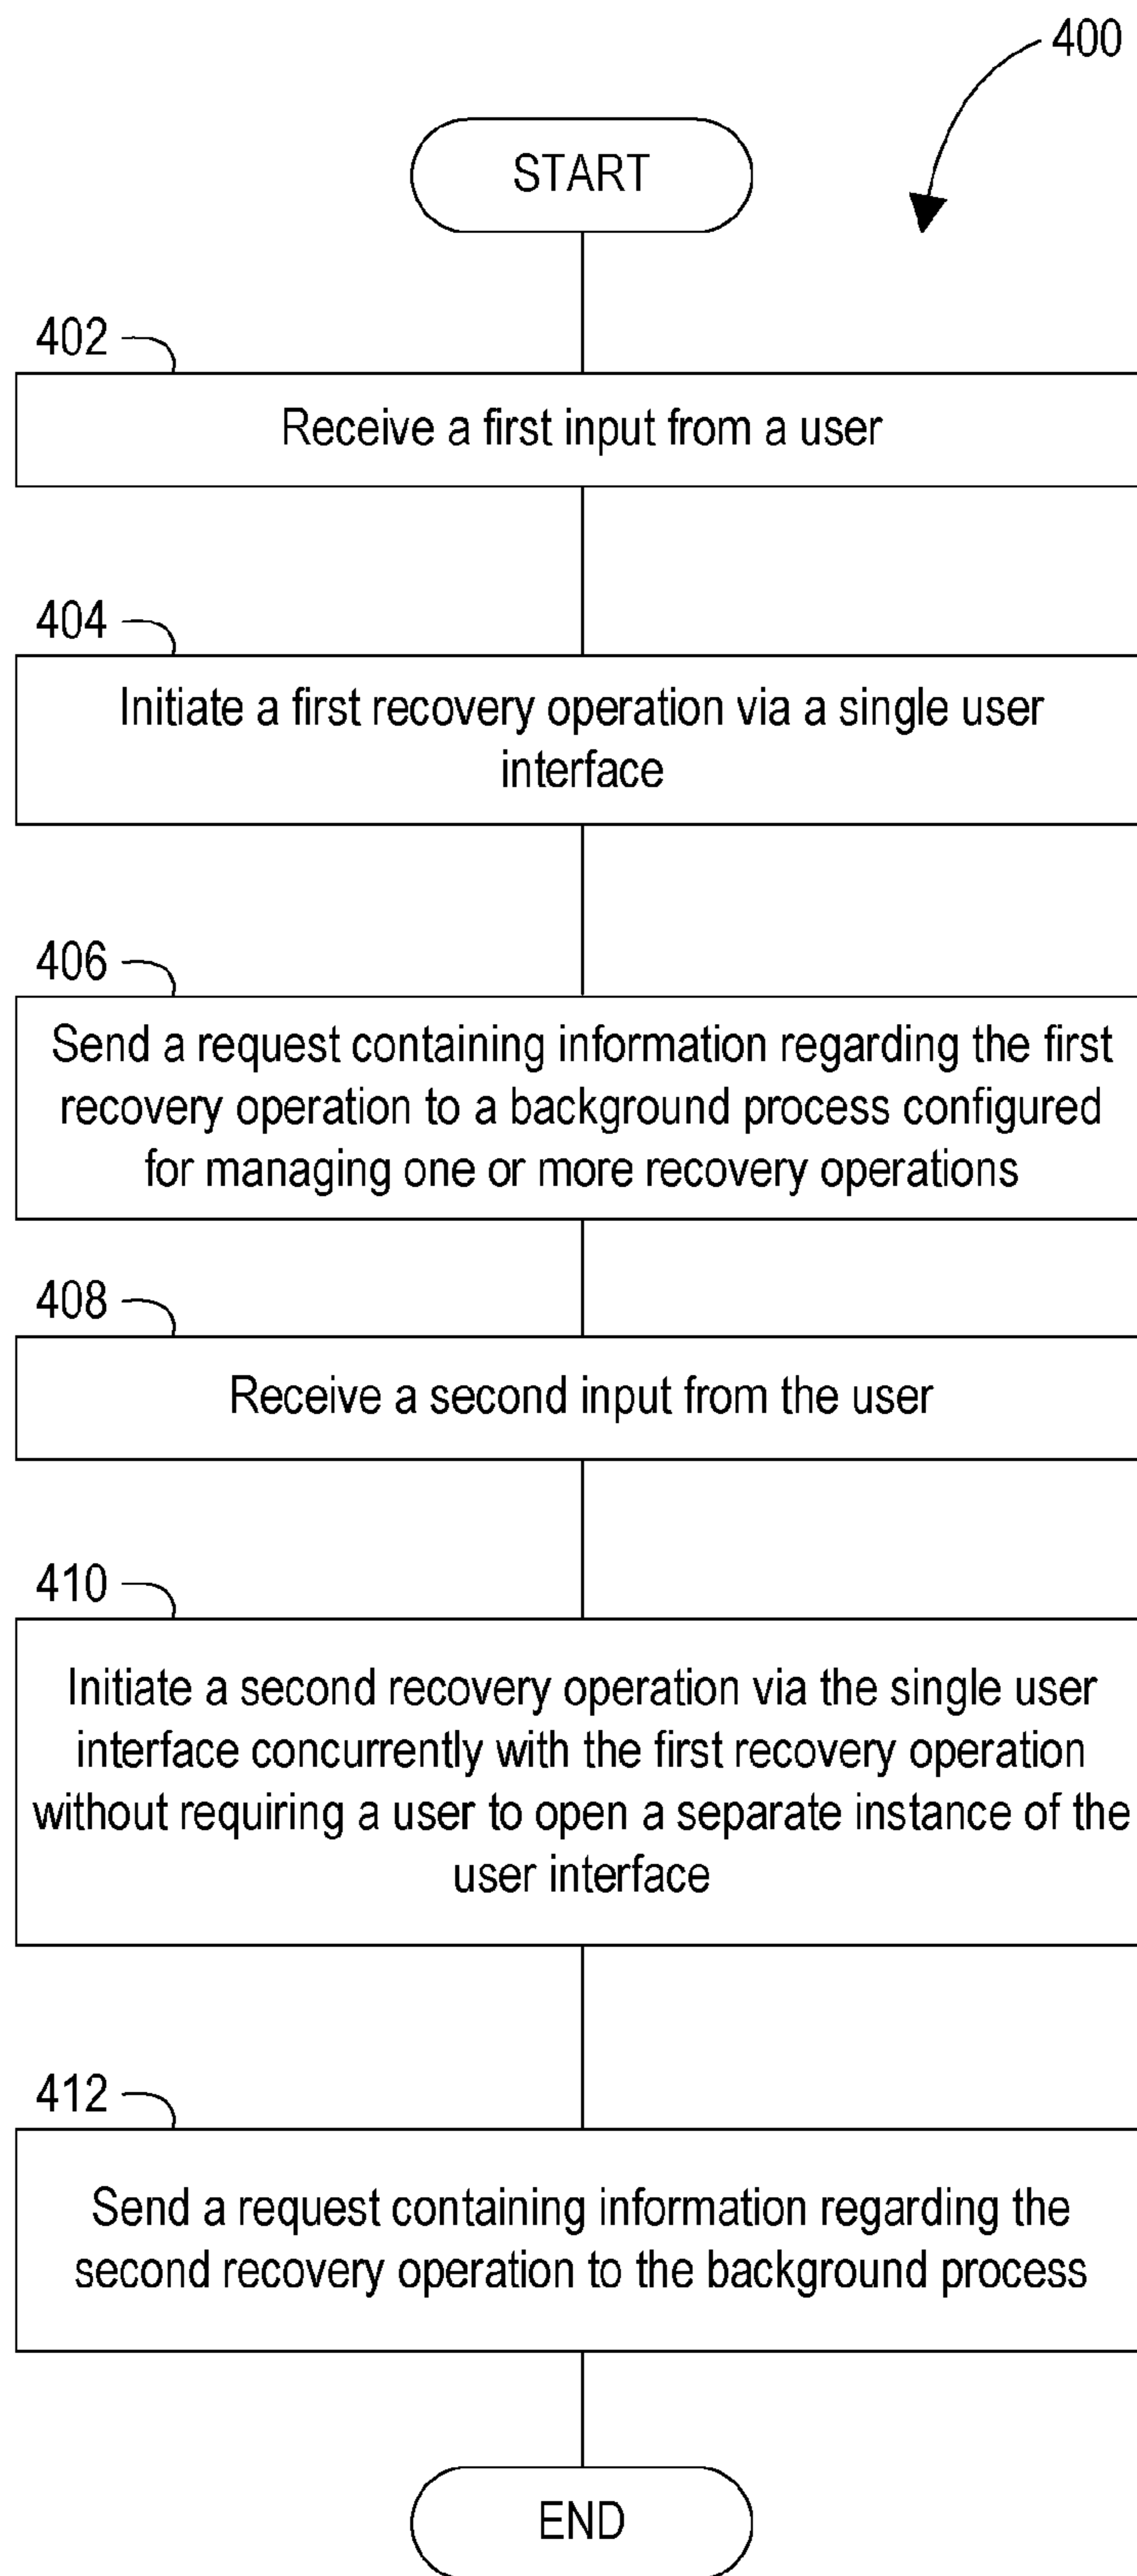 400
START
402
Receive a first input from a user
404
Initiate a first recovery operation via a single user
interface
406
Send a request containing information regarding the first
recovery operation to a background process configured
for managing one or more recovery operations
408
Receive a second input from the user
410
Initiate a second recovery operation via the single user
interface concurrently with the first recovery operation
without requiring a user to open a separate instance of the
user interface
412
Send a request containing information regarding the
second recovery operation to the background process
END